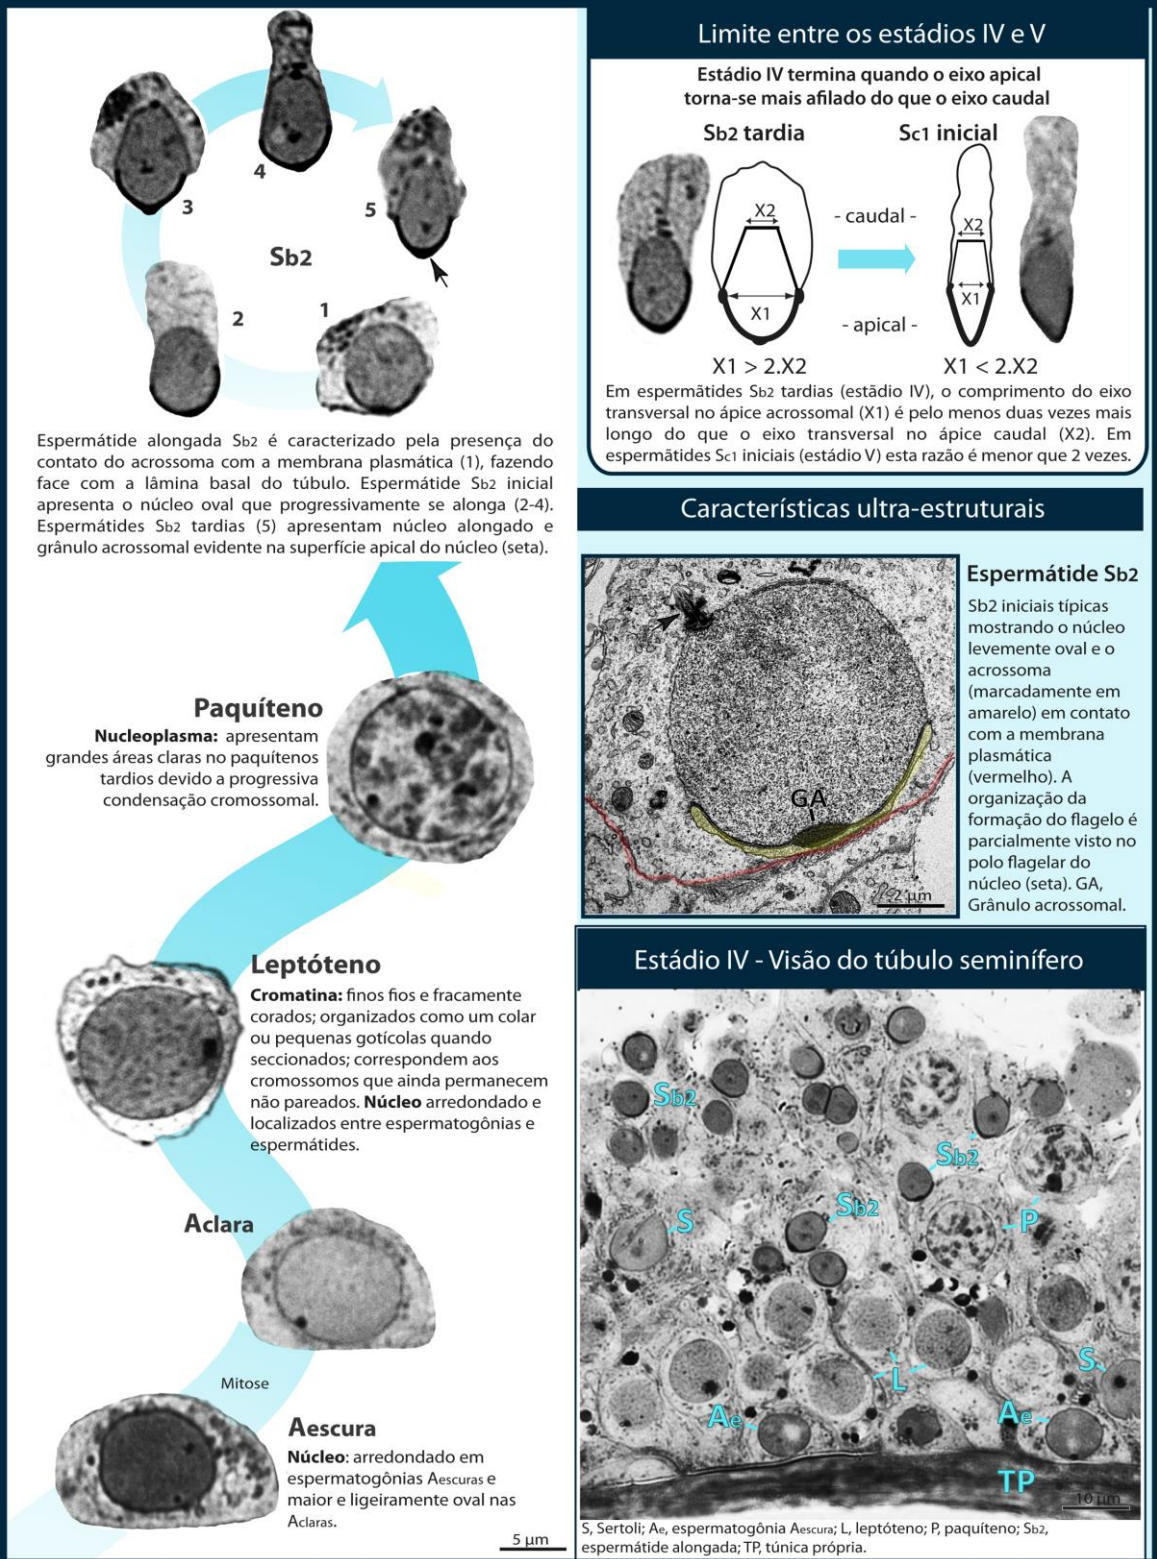 3
4
5
Sb2
2
1
Espermátide alongada Sb2 é caracterizado pela presença do
contato do acrossoma com a membrana plasmática (1), fazendo
face com a lâmina basal do túbulo. Espermátide Sb2 inicial
apresenta o núcleo oval que progressivamente se alonga (2-4).
Espermátides Sb2 tardias (5) apresentam núcleo alongado e
grânulo acrossomal evidente na superfície apical do núcleo (seta).
Paquíteno
Nucleoplasma: apresentam
grandes áreas claras no paquítenos
tardios devido a progressiva
condensação cromossomal.
Leptóteno
Cromatina: finos fios e fracamente
corados; organizados como um colar
ou pequenas gotícolas quando
seccionados; correspondem aos
cromossomos que ainda permanecem
não pareados. Núcleo arredondado e
localizados entre espermatogônias e
espermátides.
Aclara
Mitose
Aescura
Núcleo: arredondado em
espermatogônias Aescuras e
maior e ligeiramente oval nas
Aclaras.
5 µm
Limite entre os estádios IV e V
Estádio IV termina quando o eixo apical
torna-se mais afilado do que o eixo caudal
Sb2 tardia
Sc1 inicial
X2
- caudal -
X2
X1
X1
- apical -
X1 > 2.X2
X1 < 2.X2
Em espermãtides Sb2 tardias (estãdio IV), o comprimento do eixo
transversal no ápice acrossomal (X1) é pelo menos duas vezes mais
longo do que o eixo transversal no ápice caudal (X2). Em
espermãtides Sc1 iniciais (estádio V) esta razão é menor que 2 vezes.
Características ultra-estruturais
GA
2 µm
Espermátide Sb2
Sb2 iniciais típicas
mostrando o núcleo
levemente oval e o
acrossoma
(marcadamente em
amarelo) em contato
com a membrana
plasmática
(vermelho). A
organização da
formação do flagelo é
parcialmente visto no
polo flagelar do
núcleo (seta). GA,
Grânulo acrossomal.
Estádio IV - Visão do túbulo seminífero
Sb2
Sb2
Sb2
S
P
S
L
Ae
Ae
TP
10 µm
S, Sertoli; Ae, espermatogônia Aescura; L, leptóteno; P, paquíteno; Sb2,
espermátide alongada; TP, túnica própria.